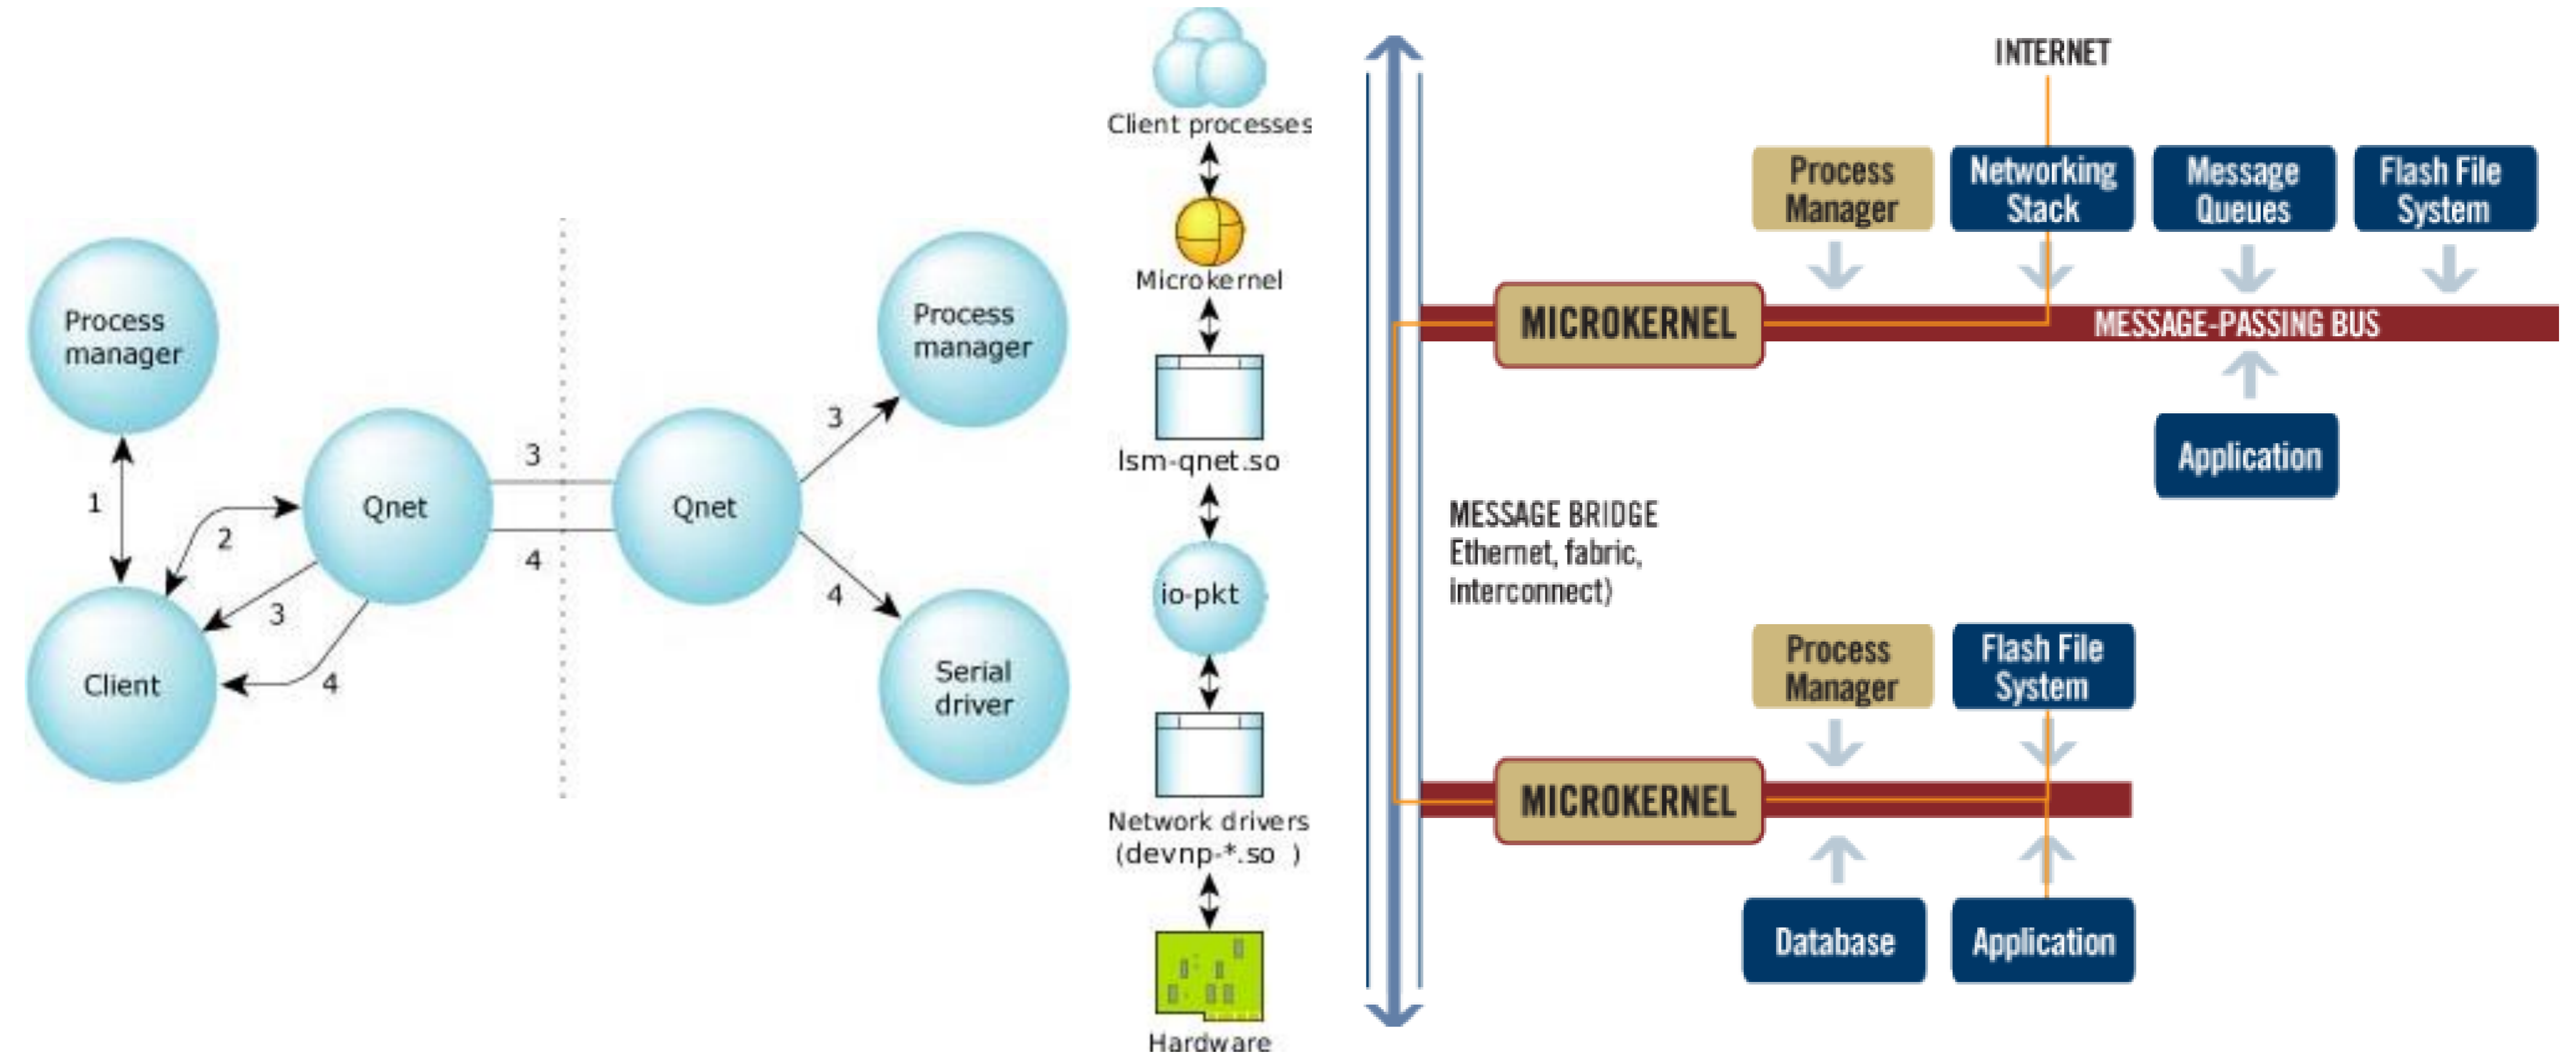 Process
manager
1
Client
2
3
4
Qnet
3
4
Qnet
3
4
Process
manager
Serial
driver
Client processes
Microkernel
lsm-qnet.so
io-pkt
Network drivers
(devnp-*.so )
Hardware
INTERNET
Process
Manager
Networking
Stack
Message
Queues
Flash File
System
MICROKERNEL
MESSAGE-PASSING BUS
Application
MESSAGE BRIDGE
Ethernet, fabric,
interconnect)
Process
Manager
Flash File
System
MICROKERNEL
Database
Application